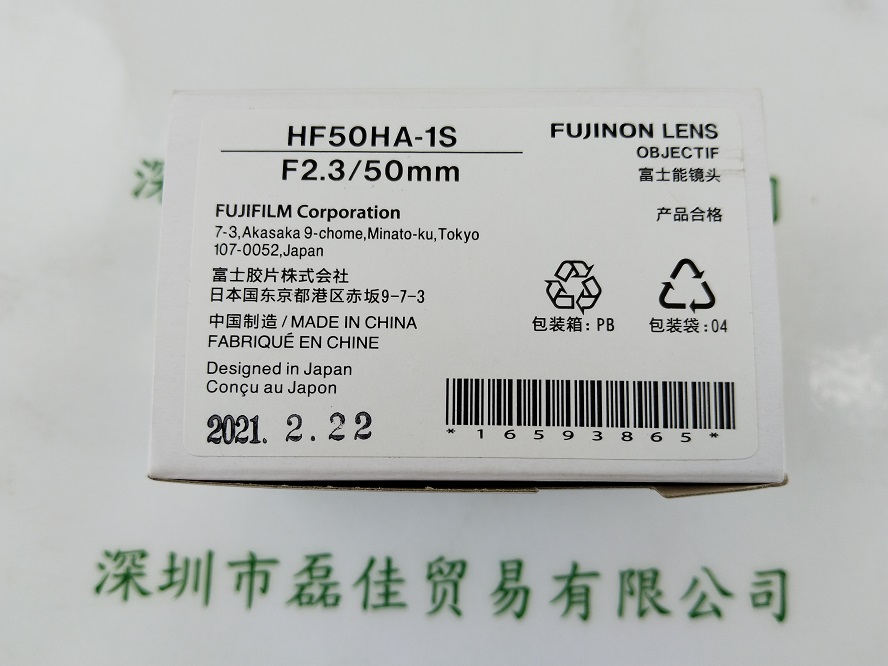 HF50HA-1S
F2.3/50mm
FUJINON LENS
OBJECTIF
富士能镜头
产品合格
FUJIFILM Corporation
7-3,Akasaka 9-chome,Minato-ku,Tokyo
107-0052,Japan
富士胶片株式会社
日本国东京都港区赤坂9-7-3
中国制造 / MADE IN CHINA
FABRIQUÉ EN CHINE
Designed in Japan
Conçu au Japon
2021. 2. 22
包装箱: PB
包装袋: 04
*16593865*
深圳市磊佳贸易有限公司